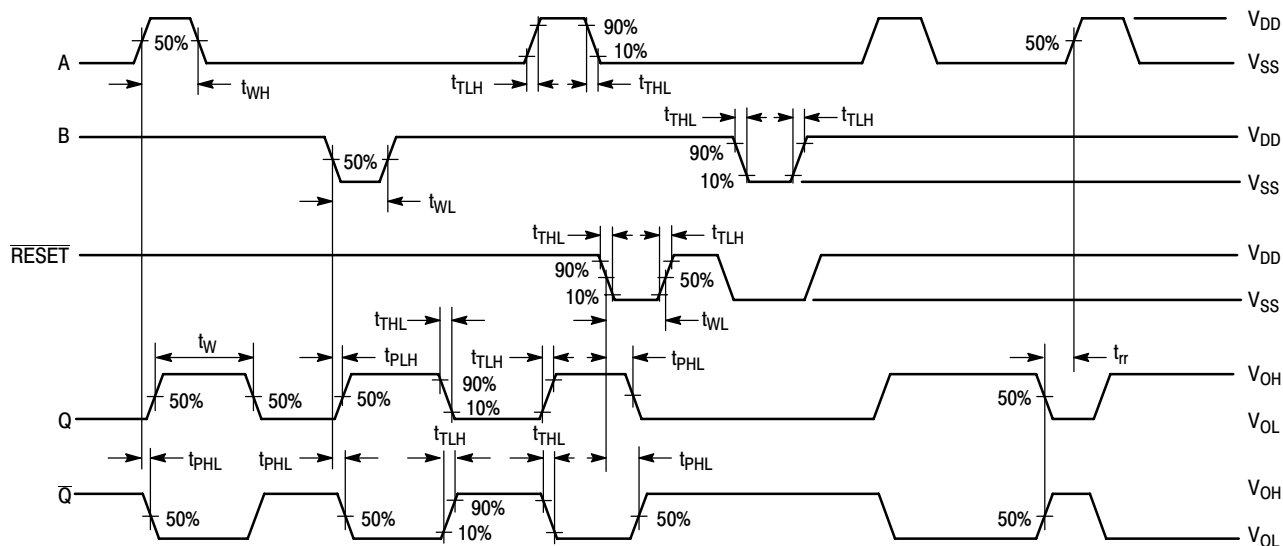 50%
90%
50%
V_DD
A
10%
V_SS
t_WH
t_TLH
t_THL
t_THL
t_TLH
B
50%
90%
V_DD
10%
V_SS
t_WL
t_THL
t_TLH
RESET
90%
50%
V_DD
10%
V_SS
t_THL
t_WL
t_W
t_PLH
t_TLH
t_PHL
t_rr
50%
50%
50%
90%
50%
V_OH
Q
10%
V_OL
t_PHL
t_PHL
t_TLH
t_THL
t_PHL
Q
50%
50%
90%
50%
50%
V_OH
10%
V_OL